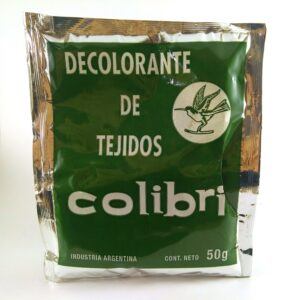 DECOLORANTE
DE
TEJIDOS
colibri
INDUSTRIA ARGENTINA CONT. NETO 50g